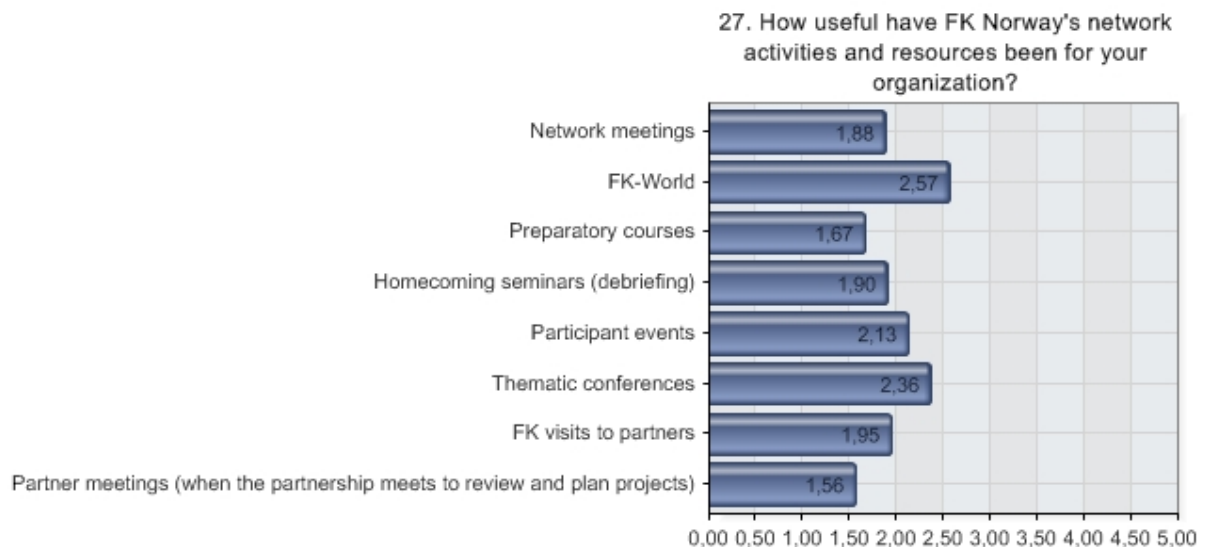 27. How useful have FK Norway's network
activities and resources been for your
organization?
Network meetings
1,88
FK-World
2,57
Preparatory courses
1,67
Homecoming seminars (debriefing)
1,90
Participant events
2,13
Thematic conferences
2,36
FK visits to partners
1,95
Partner meetings (when the partnership meets to review and plan projects)
1,56
0,00 0,50 1,00 1,50 2,00 2,50 3,00 3,50 4,00 4,50 5,00